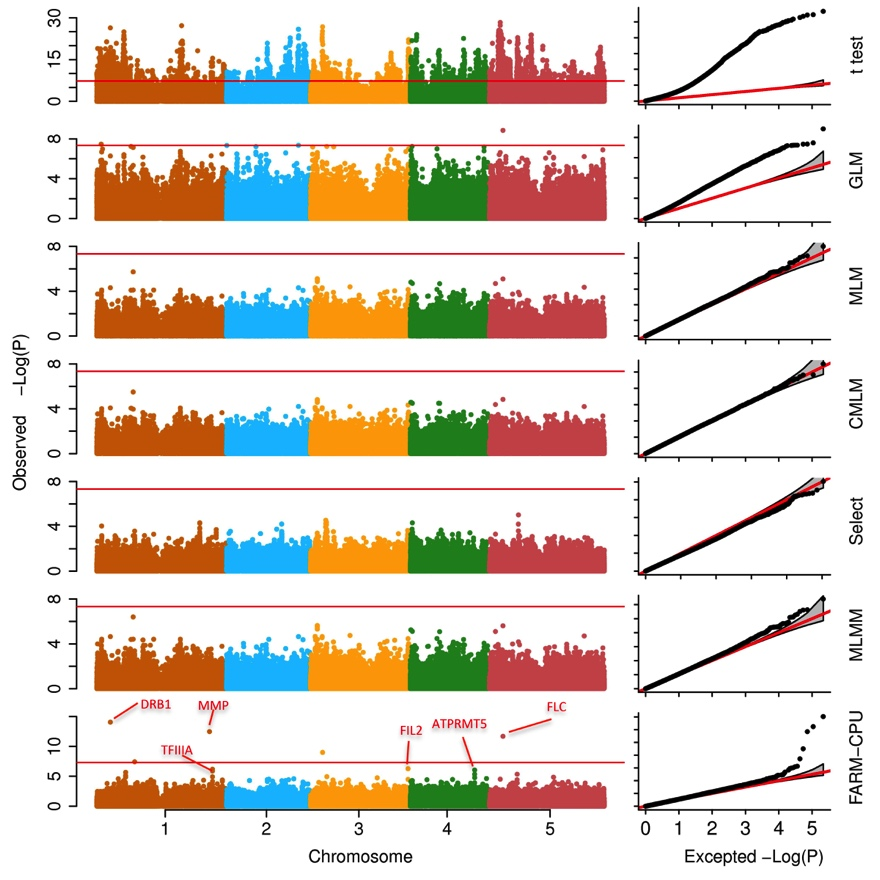 30
15
0
t test
8
4
0
GLM
8
4
0
MLM
8
4
0
CMLM
8
4
0
Select
8
4
0
MLMM
10
5
0
FARM-CPU
DRB1
MMP
TFIIIA
FIL2
ATPRMT5
FLC
Observed −Log(P)
1 2 3 4 5
Chromosome
0 1 2 3 4 5
Excepted −Log(P)